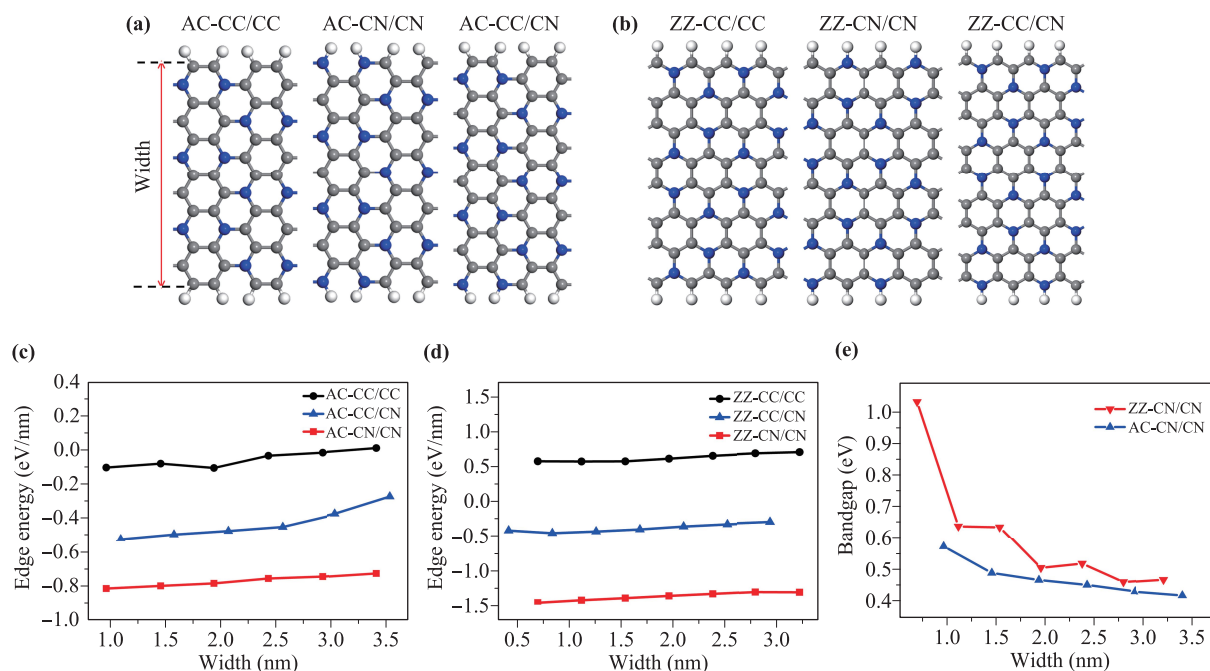 (a) AC-CC/CC AC-CN/CN AC-CC/CN
Width
(b) ZZ-CC/CC ZZ-CN/CN ZZ-CC/CN
(c)
0.4
0.2
0.0
−0.2
−0.4
−0.6
−0.8
−1.0
Edge energy (eV/nm)
AC-CC/CC
AC-CC/CN
AC-CN/CN
1.0 1.5 2.0 2.5 3.0 3.5
Width (nm)
(d)
1.5
1.0
0.5
0.0
−0.5
−1.0
−1.5
Edge energy (eV/nm)
ZZ-CC/CC
ZZ-CC/CN
ZZ-CN/CN
0.5 1.0 1.5 2.0 2.5 3.0
Width (nm)
(e)
1.0
0.9
0.8
0.7
0.6
0.5
0.4
Bandgap (eV)
ZZ-CN/CN
AC-CN/CN
1.0 1.5 2.0 2.5 3.0 3.5
Width (nm)